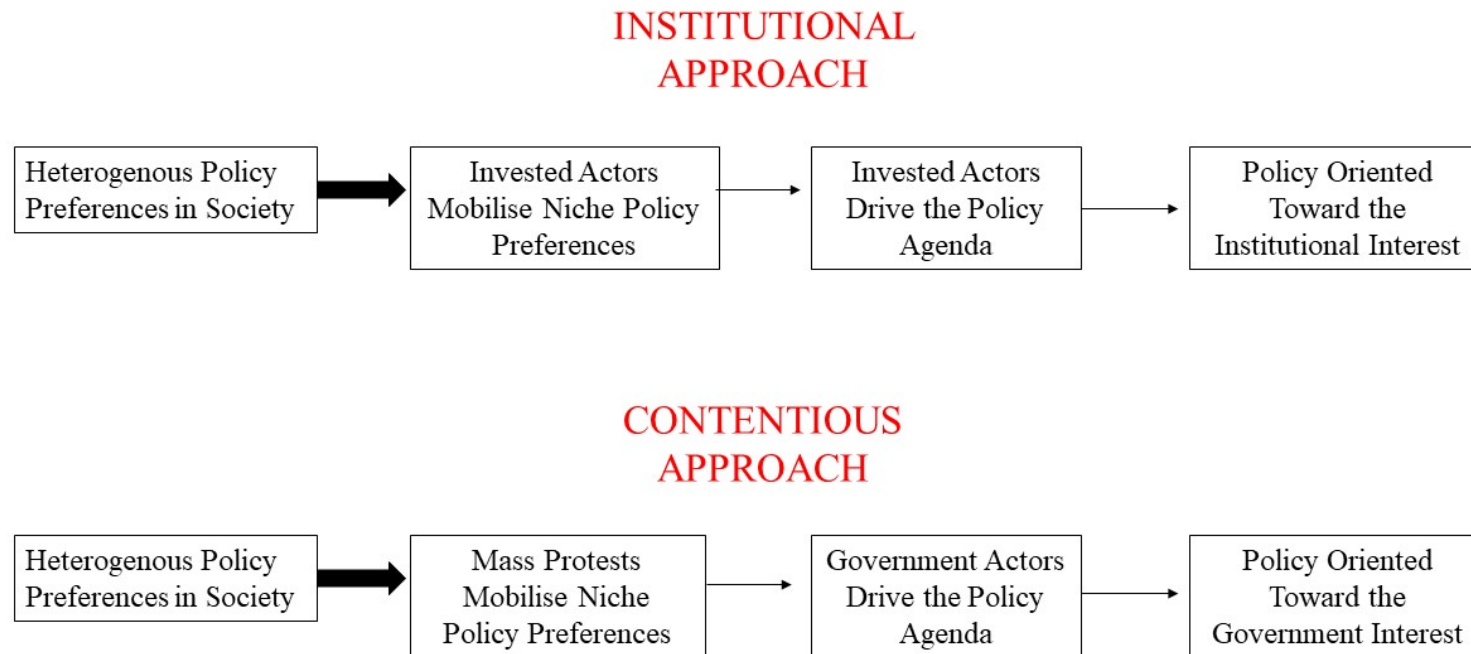 INSTITUTIONAL
APPROACH
Heterogenous Policy
Preferences in Society
Invested Actors
Mobilise Niche Policy
Preferences
Invested Actors
Drive the Policy
Agenda
Policy Oriented
Toward the
Institutional Interest
CONTENTIOUS
APPROACH
Heterogenous Policy
Preferences in Society
Mass Protests
Mobilise Niche
Policy Preferences
Government Actors
Drive the Policy
Agenda
Policy Oriented
Toward the
Government Interest